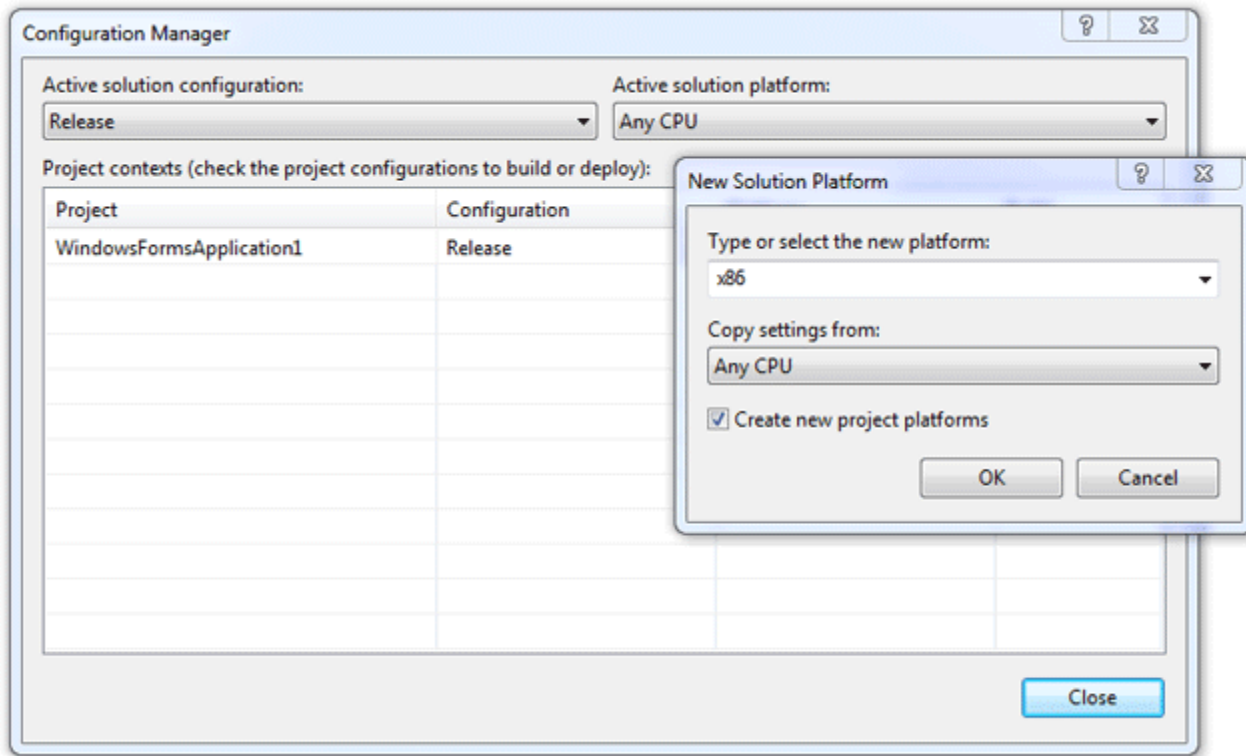 Configuration Manager
Active solution configuration:
Active solution platform:
Release
Any CPU
Project contexts (check the project configurations to build or deploy):
Project
Configuration
WindowsFormsApplication1
Release
New Solution Platform
Type or select the new platform:
x86
Copy settings from:
Any CPU
Create new project platforms
OK
Cancel
Close